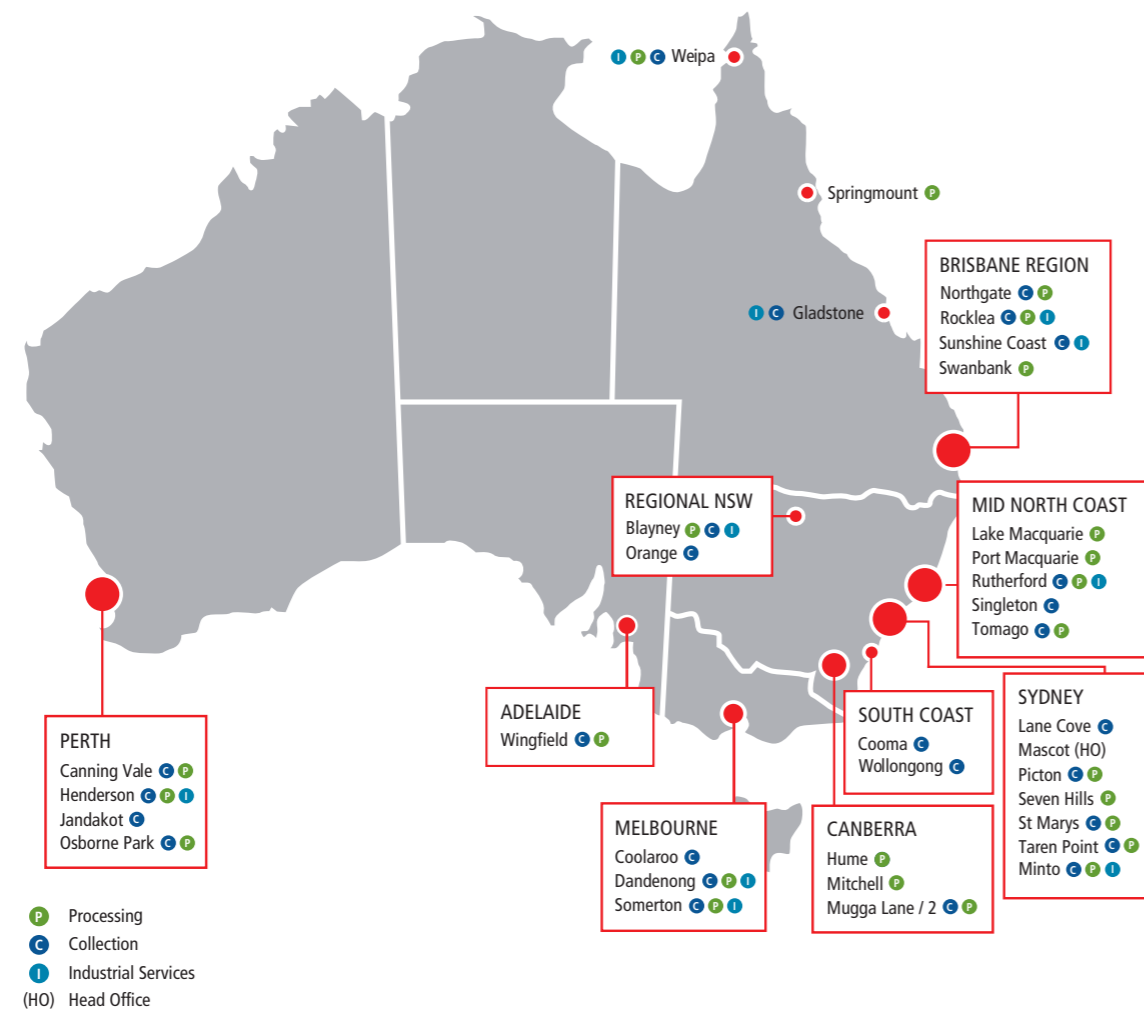 I P C Weipa
Springmount P
I C Gladstone
BRISBANE REGION
Northgate C P
Rocklea C P I
Sunshine Coast C I
Swanbank P
REGIONAL NSW
Blayney P C I
Orange C
MID NORTH COAST
Lake Macquarie P
Port Macquarie P
Rutherford C P I
Singleton C
Tomago C P
SYDNEY
Lane Cove C
Mascot (HO)
Picton C P
Seven Hills P
St Marys C P
Taren Point C P
Minto C P I
SOUTH COAST
Cooma C
Wollongong C
ADELAIDE
Wingfield C P
PERTH
Canning Vale C P
Henderson C P I
Jandakot C
Osborne Park C P
MELBOURNE
Coolaroo C
Dandenong C P I
Somerton C P I
CANBERRA
Hume P
Mitchell P
Mugga Lane / 2 C P
P Processing
C Collection
I Industrial Services
(HO) Head Office